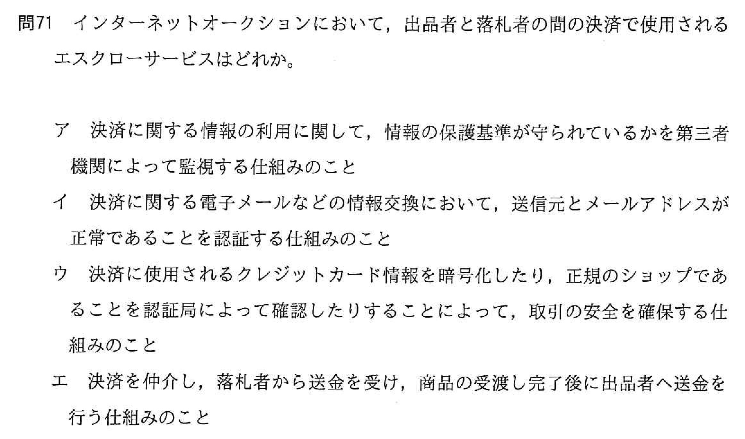 問71　インターネットオークションにおいて，出品者と落札者の間の決済で使用される
エスクローサービスはどれか。
ア　決済に関する情報の利用に関して，情報の保護基準が守られているかを第三者
機関によって監視する仕組みのこと
イ　決済に関する電子メールなどの情報交換において，送信元とメールアドレスが
正常であることを認証する仕組みのこと
ウ　決済に使用されるクレジットカード情報を暗号化したり，正規のショップであ
ることを認証局によって確認したりすることによって，取引の安全を確保する仕
組みのこと
エ　決済を仲介し，落札者から送金を受け，商品の受渡し完了後に出品者へ送金を
行う仕組みのこと